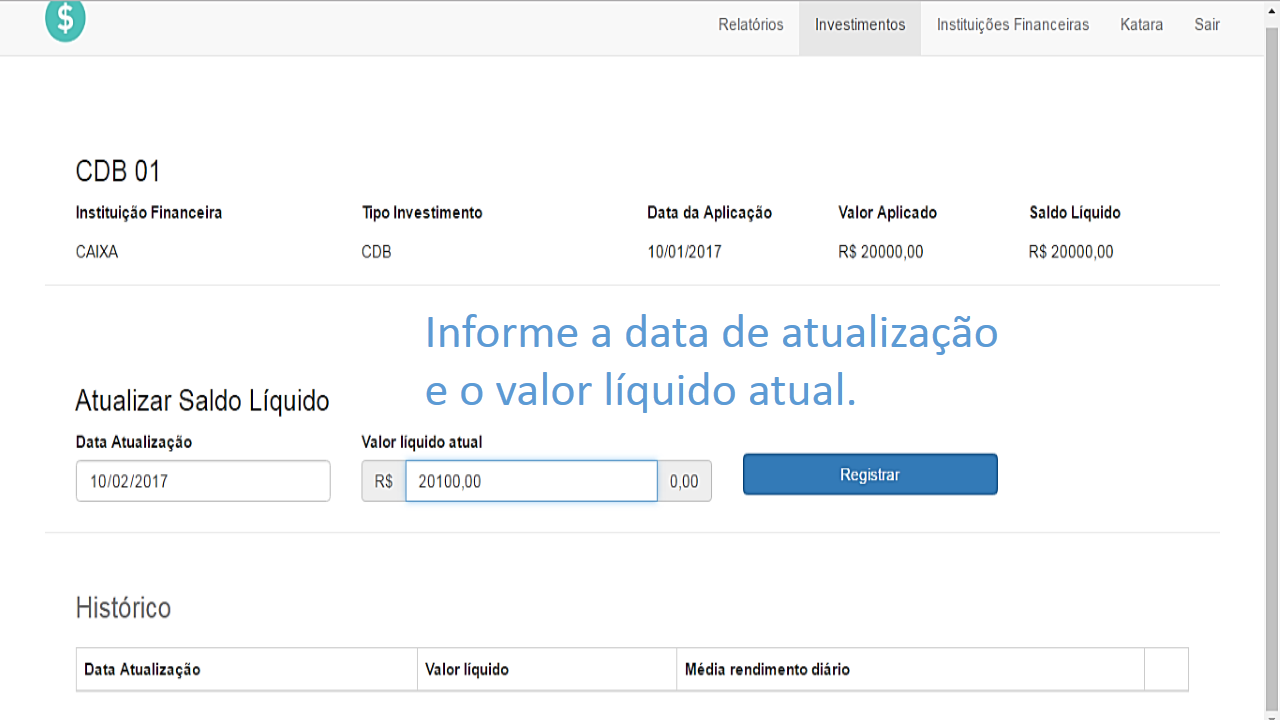 $
Relatórios Investimentos Instituições Financeiras Katara Sair
CDB 01
Instituição Financeira Tipo Investimento Data da Aplicação Valor Aplicado Saldo Líquido
CAIXA CDB 10/01/2017 R$ 20000,00 R$ 20000,00
Informe a data de atualização
e o valor líquido atual.
Atualizar Saldo Líquido
Data Atualização Valor líquido atual
10/02/2017 R$ 20100,00 0,00 Registrar
Histórico
Data Atualização Valor líquido Média rendimento diário